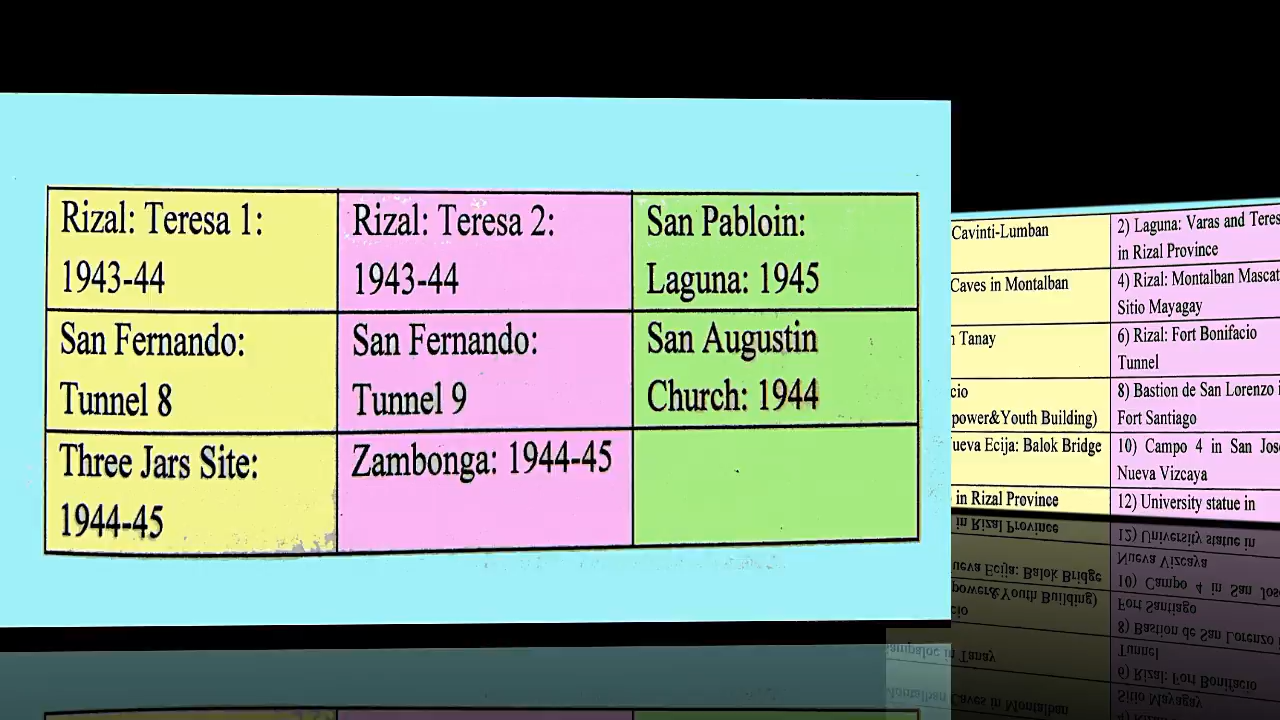 Rizal: Teresa 1:
1943-44
Rizal: Teresa 2:
1943-44
San Pabloin:
Laguna: 1945
San Fernando:
Tunnel 8
San Fernando:
Tunnel 9
San Augustin
Church: 1944
Three Jars Site:
1944-45
Zambonga: 1944-45
Cavinti-Lumban
2) Laguna: Varas and Teres
in Rizal Province
Caves in Montalban
4) Rizal: Montalban Mascat
Sitio Mayagay
Tanay
6) Rizal: Fort Bonifacio
Tunnel
cio
power&Youth Building)
8) Bastion de San Lorenzo i
Fort Santiago
ueva Ecija: Balok Bridge
10) Campo 4 in San Jos
Nueva Vizcaya
in Rizal Province
12) University statue in